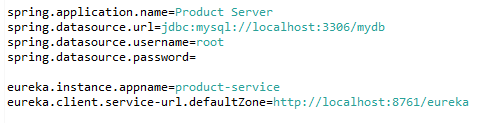 spring.application.name=Product Server
spring.datasource.url=jdbc:mysql://localhost:3306/mydb
spring.datasource.username=root
spring.datasource.password=
eureka.instance.appname=product-service
eureka.client.service-url.defaultZone=http://localhost:8761/eureka